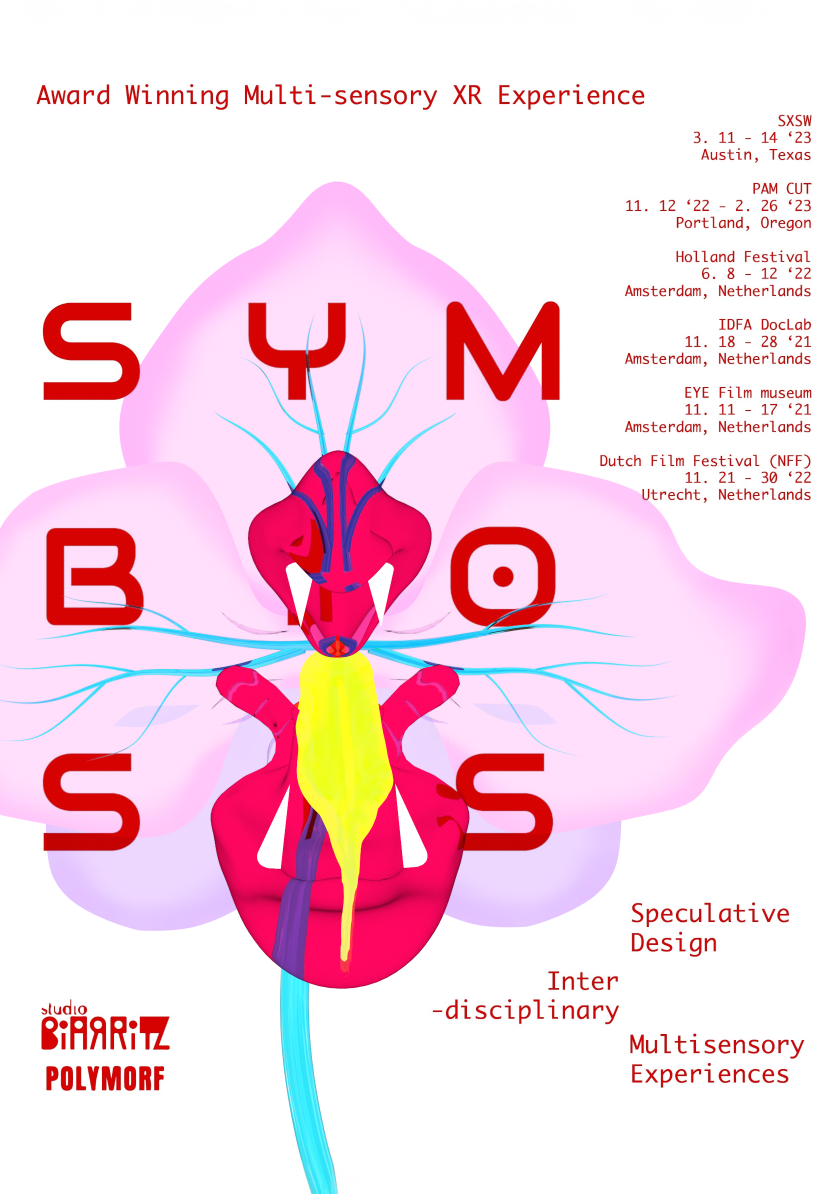 Award Winning Multi-sensory XR Experience
SXSW
3. 11 - 14 ‘23
Austin, Texas
PAM CUT
11. 12 ‘22 - 2. 26 ‘23
Portland, Oregon
Holland Festival
6. 8 - 12 ‘22
Amsterdam, Netherlands
IDFA DocLab
11. 18 - 28 ‘21
Amsterdam, Netherlands
EYE Film museum
11. 11 - 17 ‘21
Amsterdam, Netherlands
Dutch Film Festival (NFF)
11. 21 - 30 ‘22
Utrecht, Netherlands
S Y M
B I O
S I S
Speculative
Design
Inter
-disciplinary
Multisensory
Experiences
studio
BiARRiTZ
POLYMORF